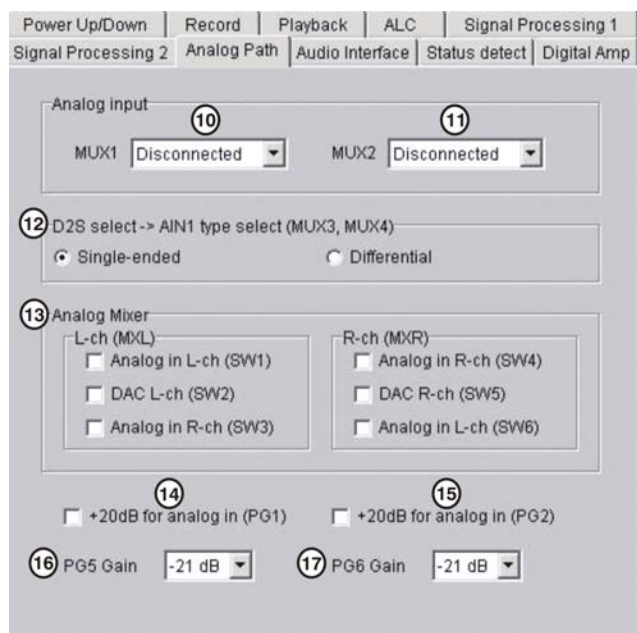 Power Up/Down Record Playback ALC Signal Processing 1
Signal Processing 2 Analog Path Audio Interface Status detect Digital Amp
Analog input
10 11
MUX1 Disconnected MUX2 Disconnected
12 D2S select -> AIN1 type select (MUX3, MUX4)
Single-ended Differential
13 Analog Mixer
L-ch (MXL) R-ch (MXR)
Analog in L-ch (SW1) Analog in R-ch (SW4)
DAC L-ch (SW2) DAC R-ch (SW5)
Analog in R-ch (SW3) Analog in L-ch (SW6)
14 15
+20dB for analog in (PG1) +20dB for analog in (PG2)
16 PG5 Gain -21 dB 17 PG6 Gain -21 dB